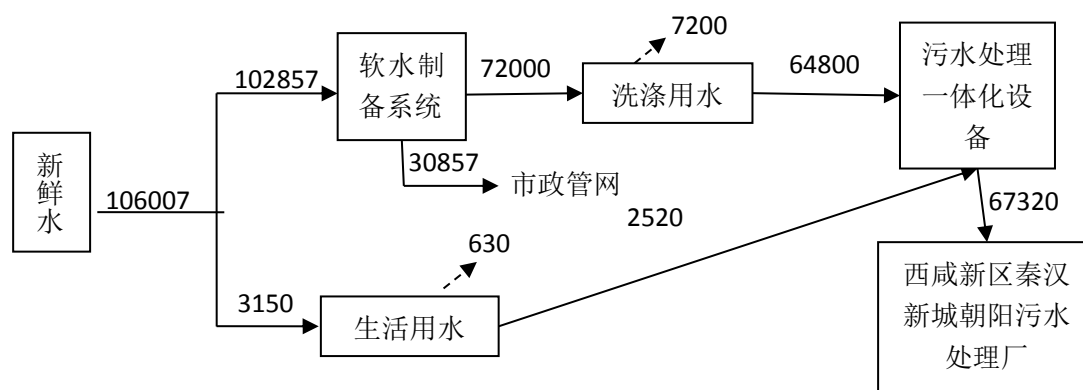 7200
102857
软水制
备系统
72000
洗涤用水
64800
污水处理
一体化设
备
新
鲜
水
106007
30857
市政管网
2520
67320
630
3150
生活用水
西咸新区秦汉
新城朝阳污水
处理厂